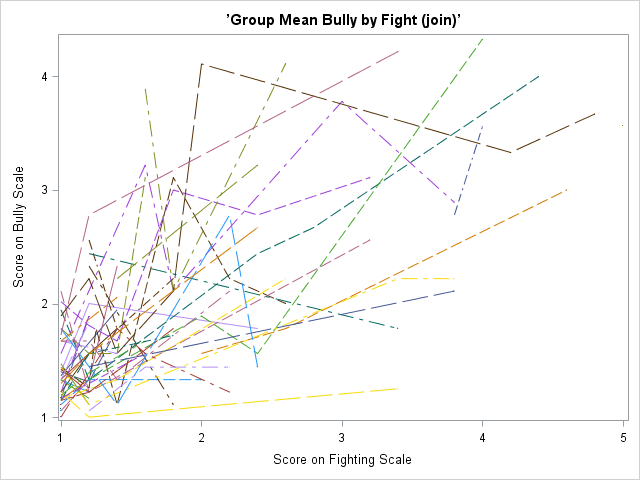 ’Group Mean Bully by Fight (join)’
4
3
2
1
Score on Bully Scale
1 2 3 4 5
Score on Fighting Scale